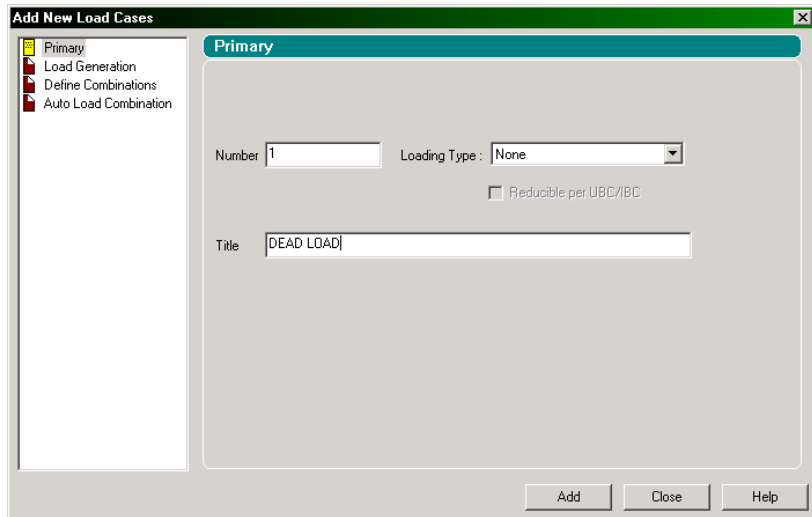 Add New Load Cases
Primary
Load Generation
Define Combinations
Auto Load Combination
Primary
Number 1 Loading Type : None
Reducible per UBC/IBC
Title DEAD LOAD
Add Close Help